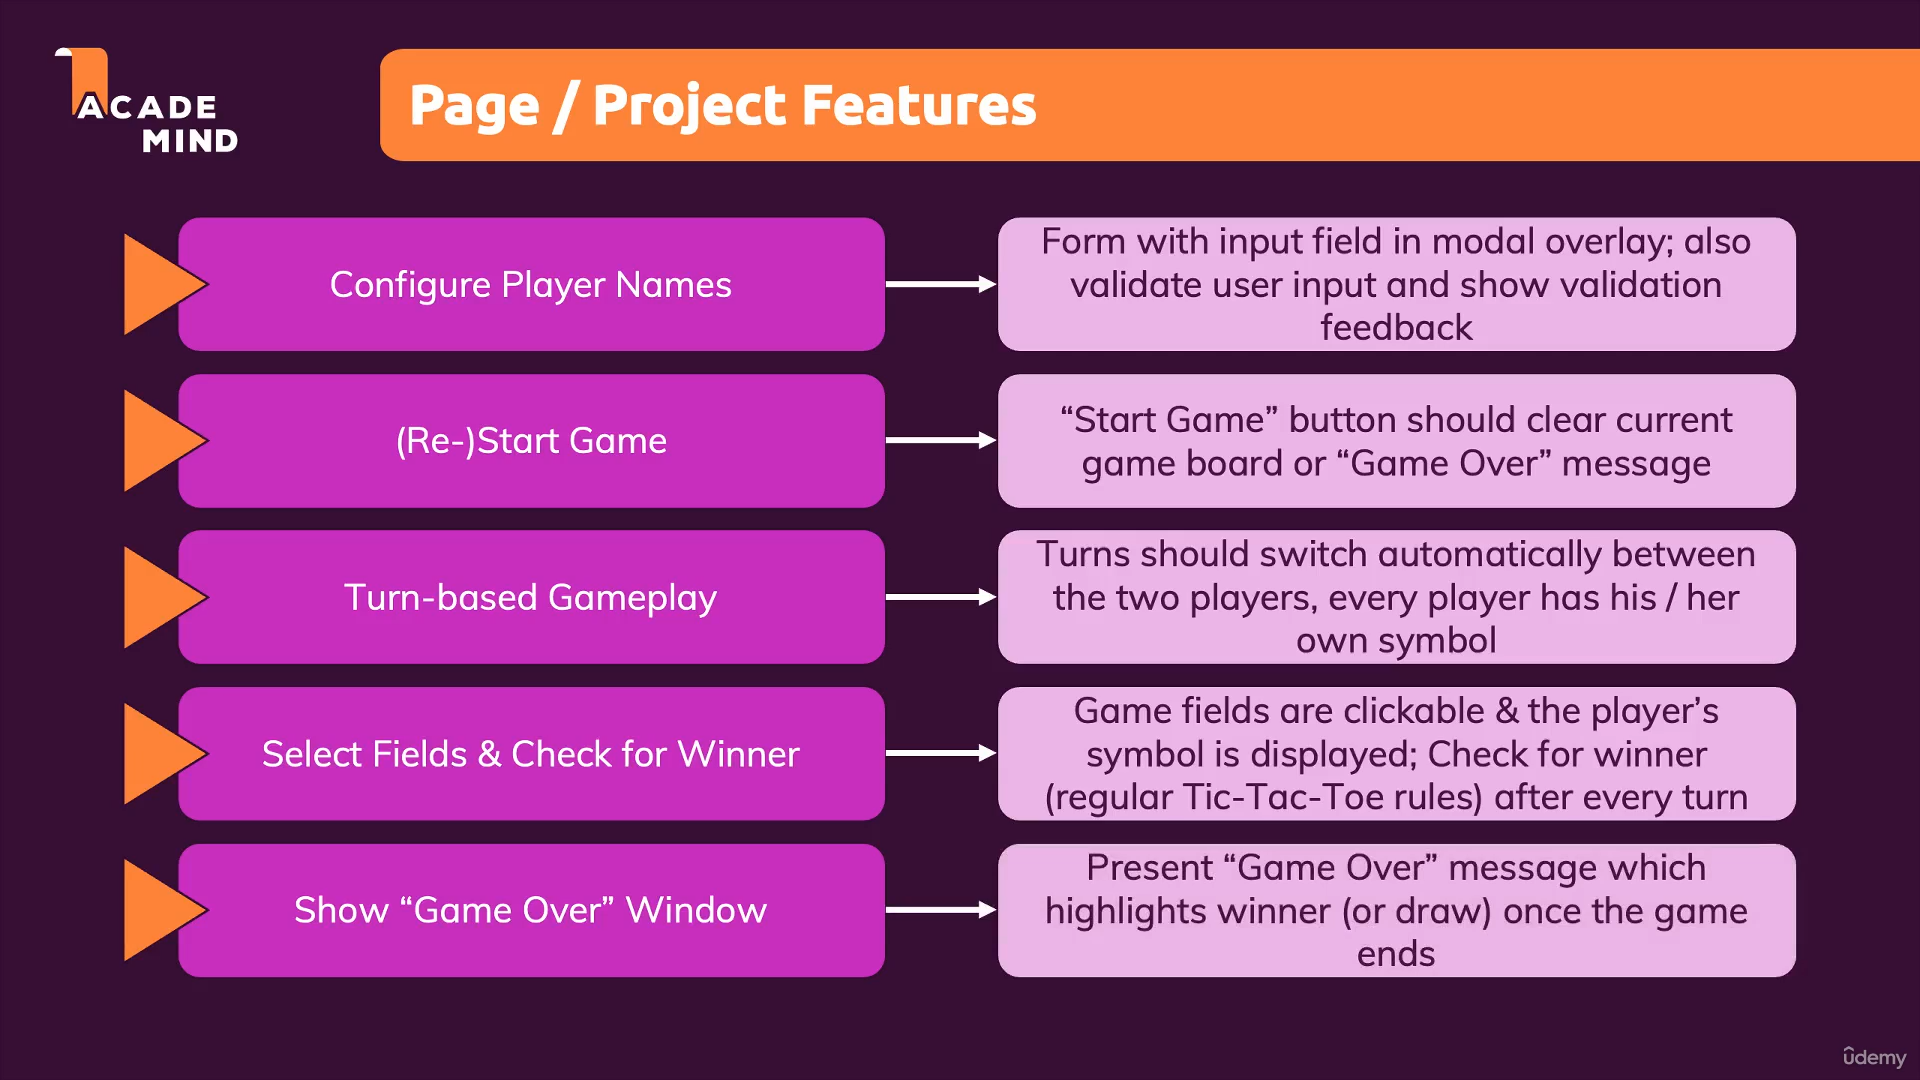 ACADE
MIND
Page / Project Features
Configure Player Names
Form with input field in modal overlay; also
validate user input and show validation
feedback
(Re-)Start Game
“Start Game” button should clear current
game board or “Game Over” message
Turn-based Gameplay
Turns should switch automatically between
the two players, every player has his / her
own symbol
Select Fields & Check for Winner
Game fields are clickable & the player’s
symbol is displayed; Check for winner
(regular Tic-Tac-Toe rules) after every turn
Show “Game Over” Window
Present “Game Over” message which
highlights winner (or draw) once the game
ends
udemy